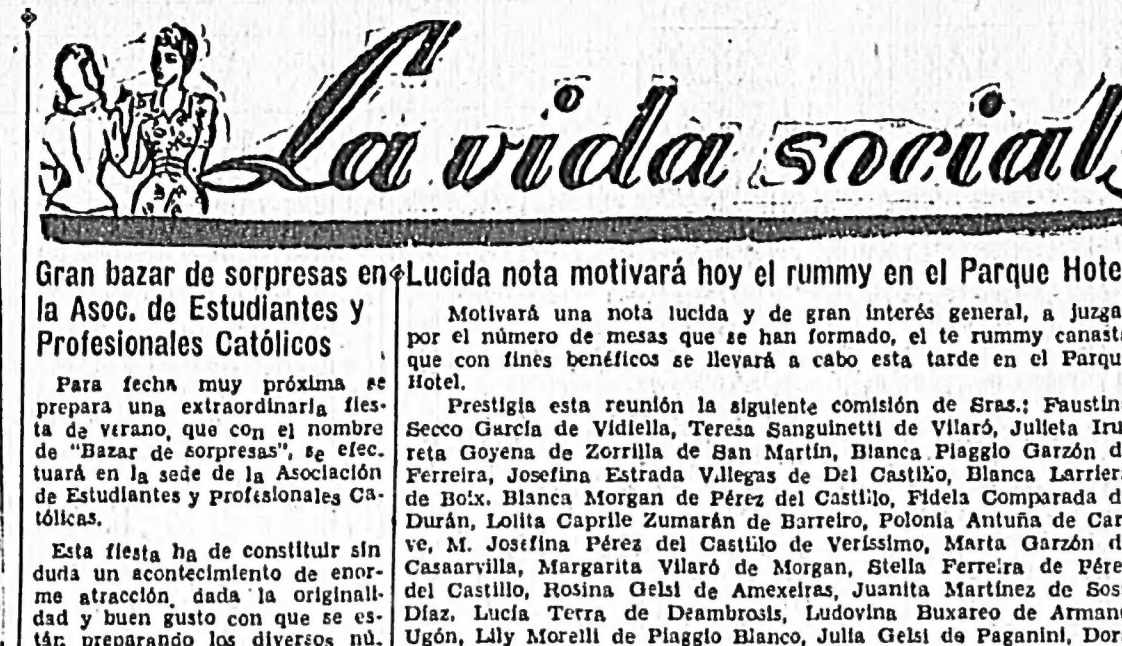 La vida social
Gran bazar de sorpresas en
la Asoc. de Estudiantes y
Profesionales Católicos
Para fecha muy próxima se
prepara una extraordinaria fies-
ta de verano, que con el nombre
de "Bazar de sorpresas", se efec.
tuará en la sede de la Asociación
de Estudiantes y Profesionales Ca-
tólicas.
Esta fiesta ha de constituir sin
duda un acontecimiento de enor-
me atracción, dada la originali-
dad y buen gusto con que se es-
tán preparando los diversos nú.
Lucida nota motivará hoy el rummy en el Parque Hote
Motivará una nota lucida y de gran interés general, a juzga
por el número de mesas que se han formado, el te rummy canasta
que con fines benéficos se llevará a cabo esta tarde en el Parqu
Hotel.
Prestigia esta reunión la siguiente comisión de Sras.: Faustin
Secco García de Vidiella, Teresa Sanguinetti de Vilaró, Julieta Iru
reta Goyena de Zorrilla de San Martín, Blanca Piaggio Garzón d
Ferreira, Josefina Estrada Villegas de Del Castillo, Blanca Larrier
de Boix. Blanca Morgan de Pérez del Castillo, Fidela Comparada d
Durán, Lolita Caprile Zumarán de Barreiro, Polonia Antuña de Car
ve, M. Josefina Pérez del Castillo de Veríssimo, Marta Garzón d
Casaarvilla, Margarita Vilaró de Morgan, Stella Ferreira de Pére
del Castillo, Rosina Gelsi de Amexeiras, Juanita Martínez de Sos
Díaz, Lucía Terra de Deambrosis, Ludovina Buxareo de Arman
Ugón, Lily Morelli de Piaggio Blanco, Julia Gelsi de Paganini, Dor